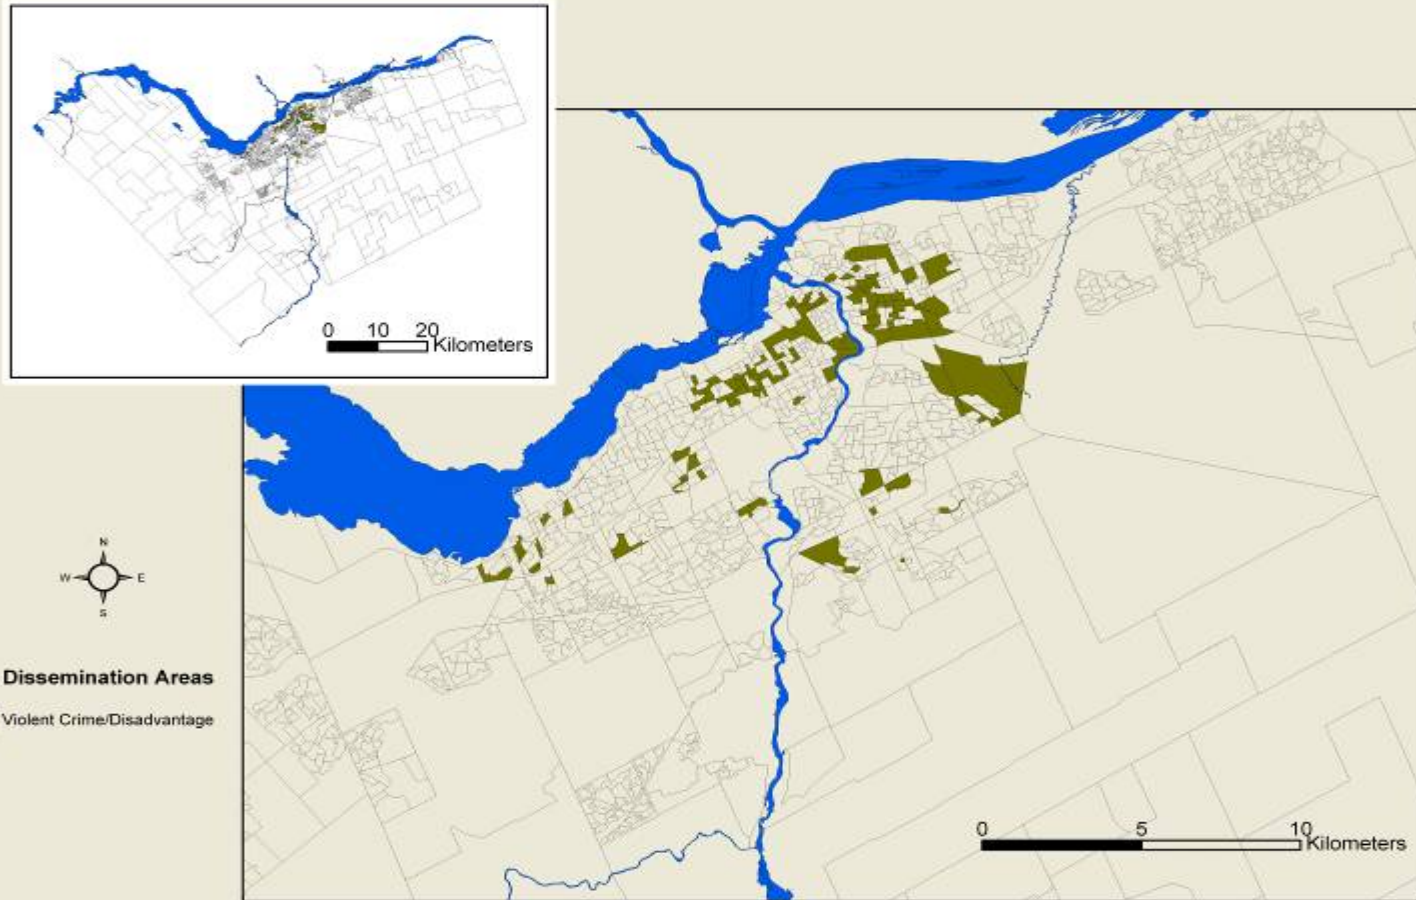 0 10 20
Kilometers
N
W E
S
Dissemination Areas
Violent Crime/Disadvantage
0 5 10
Kilometers